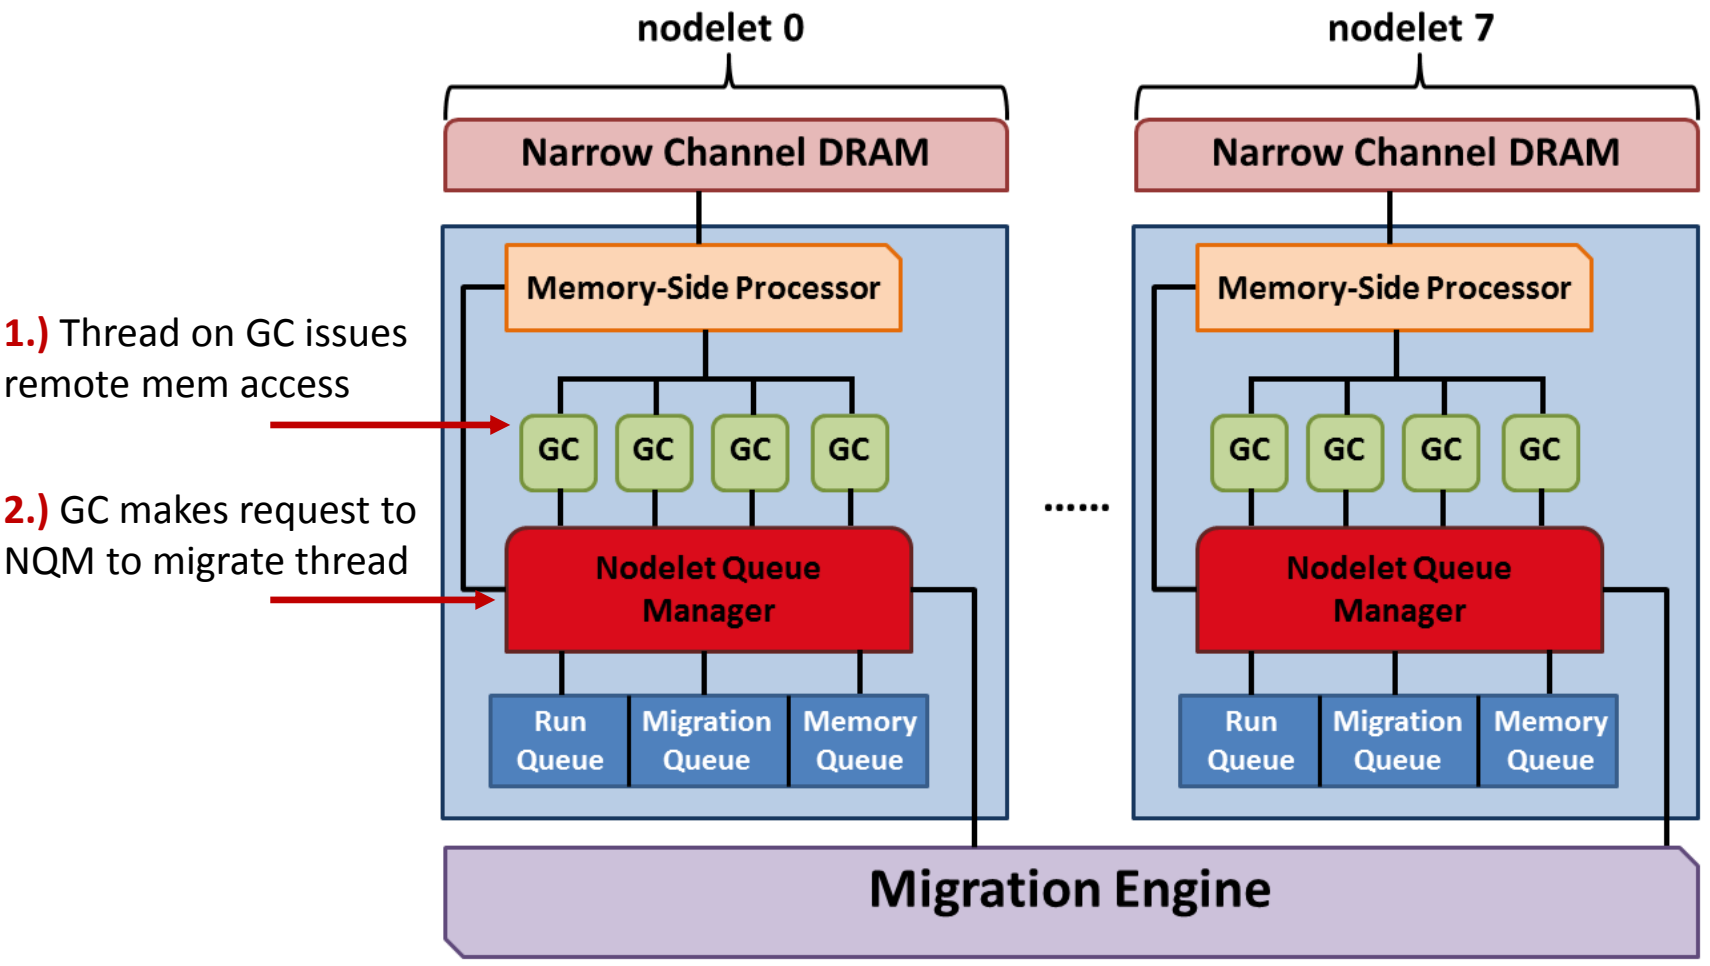 nodelet 0
nodelet 7
Narrow Channel DRAM
Narrow Channel DRAM
Memory-Side Processor
Memory-Side Processor
1.) Thread on GC issues
remote mem access
GC GC GC GC
GC GC GC GC
2.) GC makes request to
NQM to migrate thread
......
Nodelet Queue
Manager
Nodelet Queue
Manager
Run
Queue
Migration
Queue
Memory
Queue
Run
Queue
Migration
Queue
Memory
Queue
Migration Engine